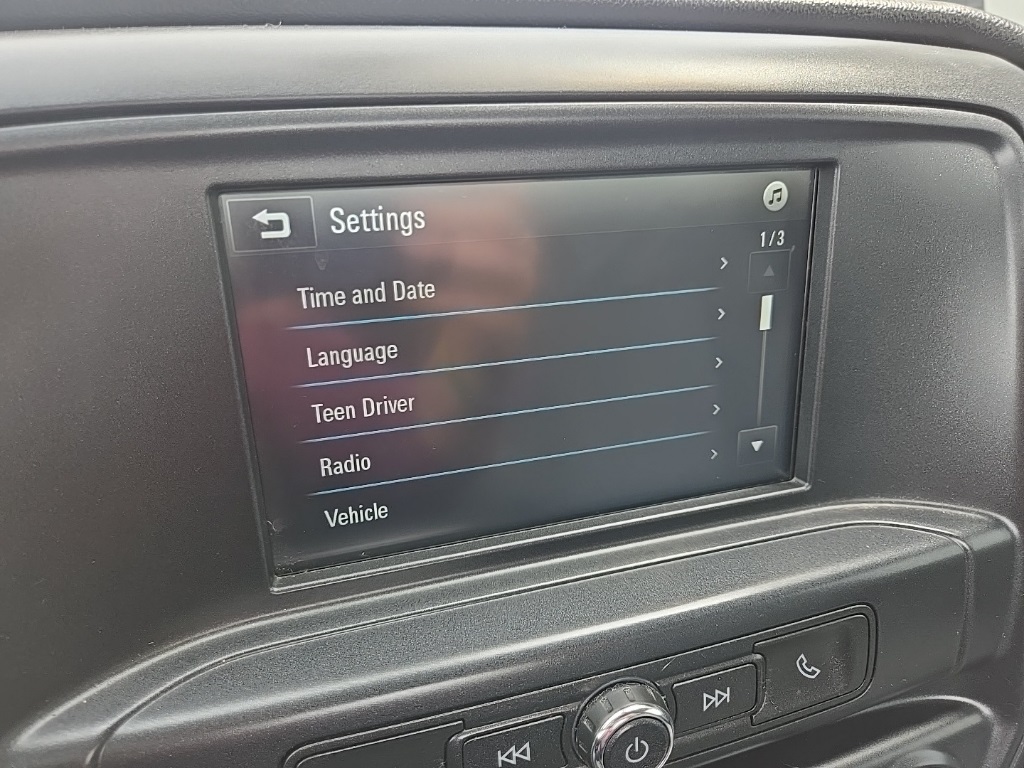 Settings
1/3
Time and Date
Language
Teen Driver
Radio
Vehicle